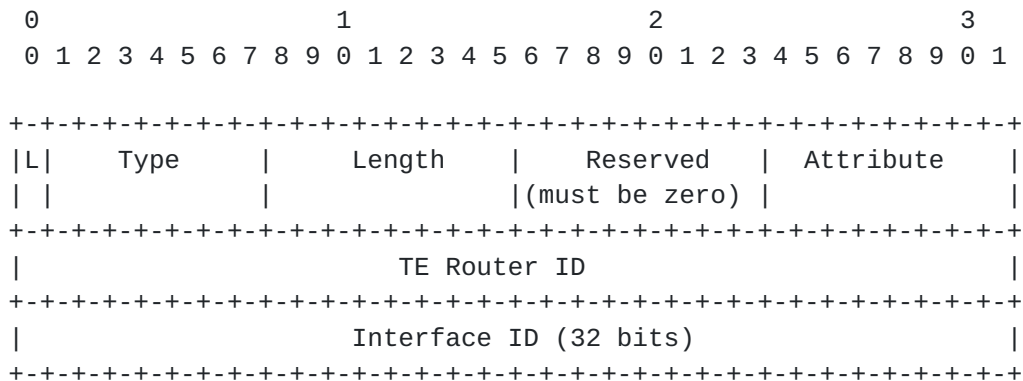 0                   1                   2                   3
 0 1 2 3 4 5 6 7 8 9 0 1 2 3 4 5 6 7 8 9 0 1 2 3 4 5 6 7 8 9 0 1

+-+-+-+-+-+-+-+-+-+-+-+-+-+-+-+-+-+-+-+-+-+-+-+-+-+-+-+-+-+-+-+-+
|L|    Type     |     Length    |    Reserved   |  Attribute    |
| |             |               |(must be zero) |               |
+-+-+-+-+-+-+-+-+-+-+-+-+-+-+-+-+-+-+-+-+-+-+-+-+-+-+-+-+-+-+-+-+
|                        TE Router ID                           |
+-+-+-+-+-+-+-+-+-+-+-+-+-+-+-+-+-+-+-+-+-+-+-+-+-+-+-+-+-+-+-+-+
|                     Interface ID (32 bits)                    |
+-+-+-+-+-+-+-+-+-+-+-+-+-+-+-+-+-+-+-+-+-+-+-+-+-+-+-+-+-+-+-+-+